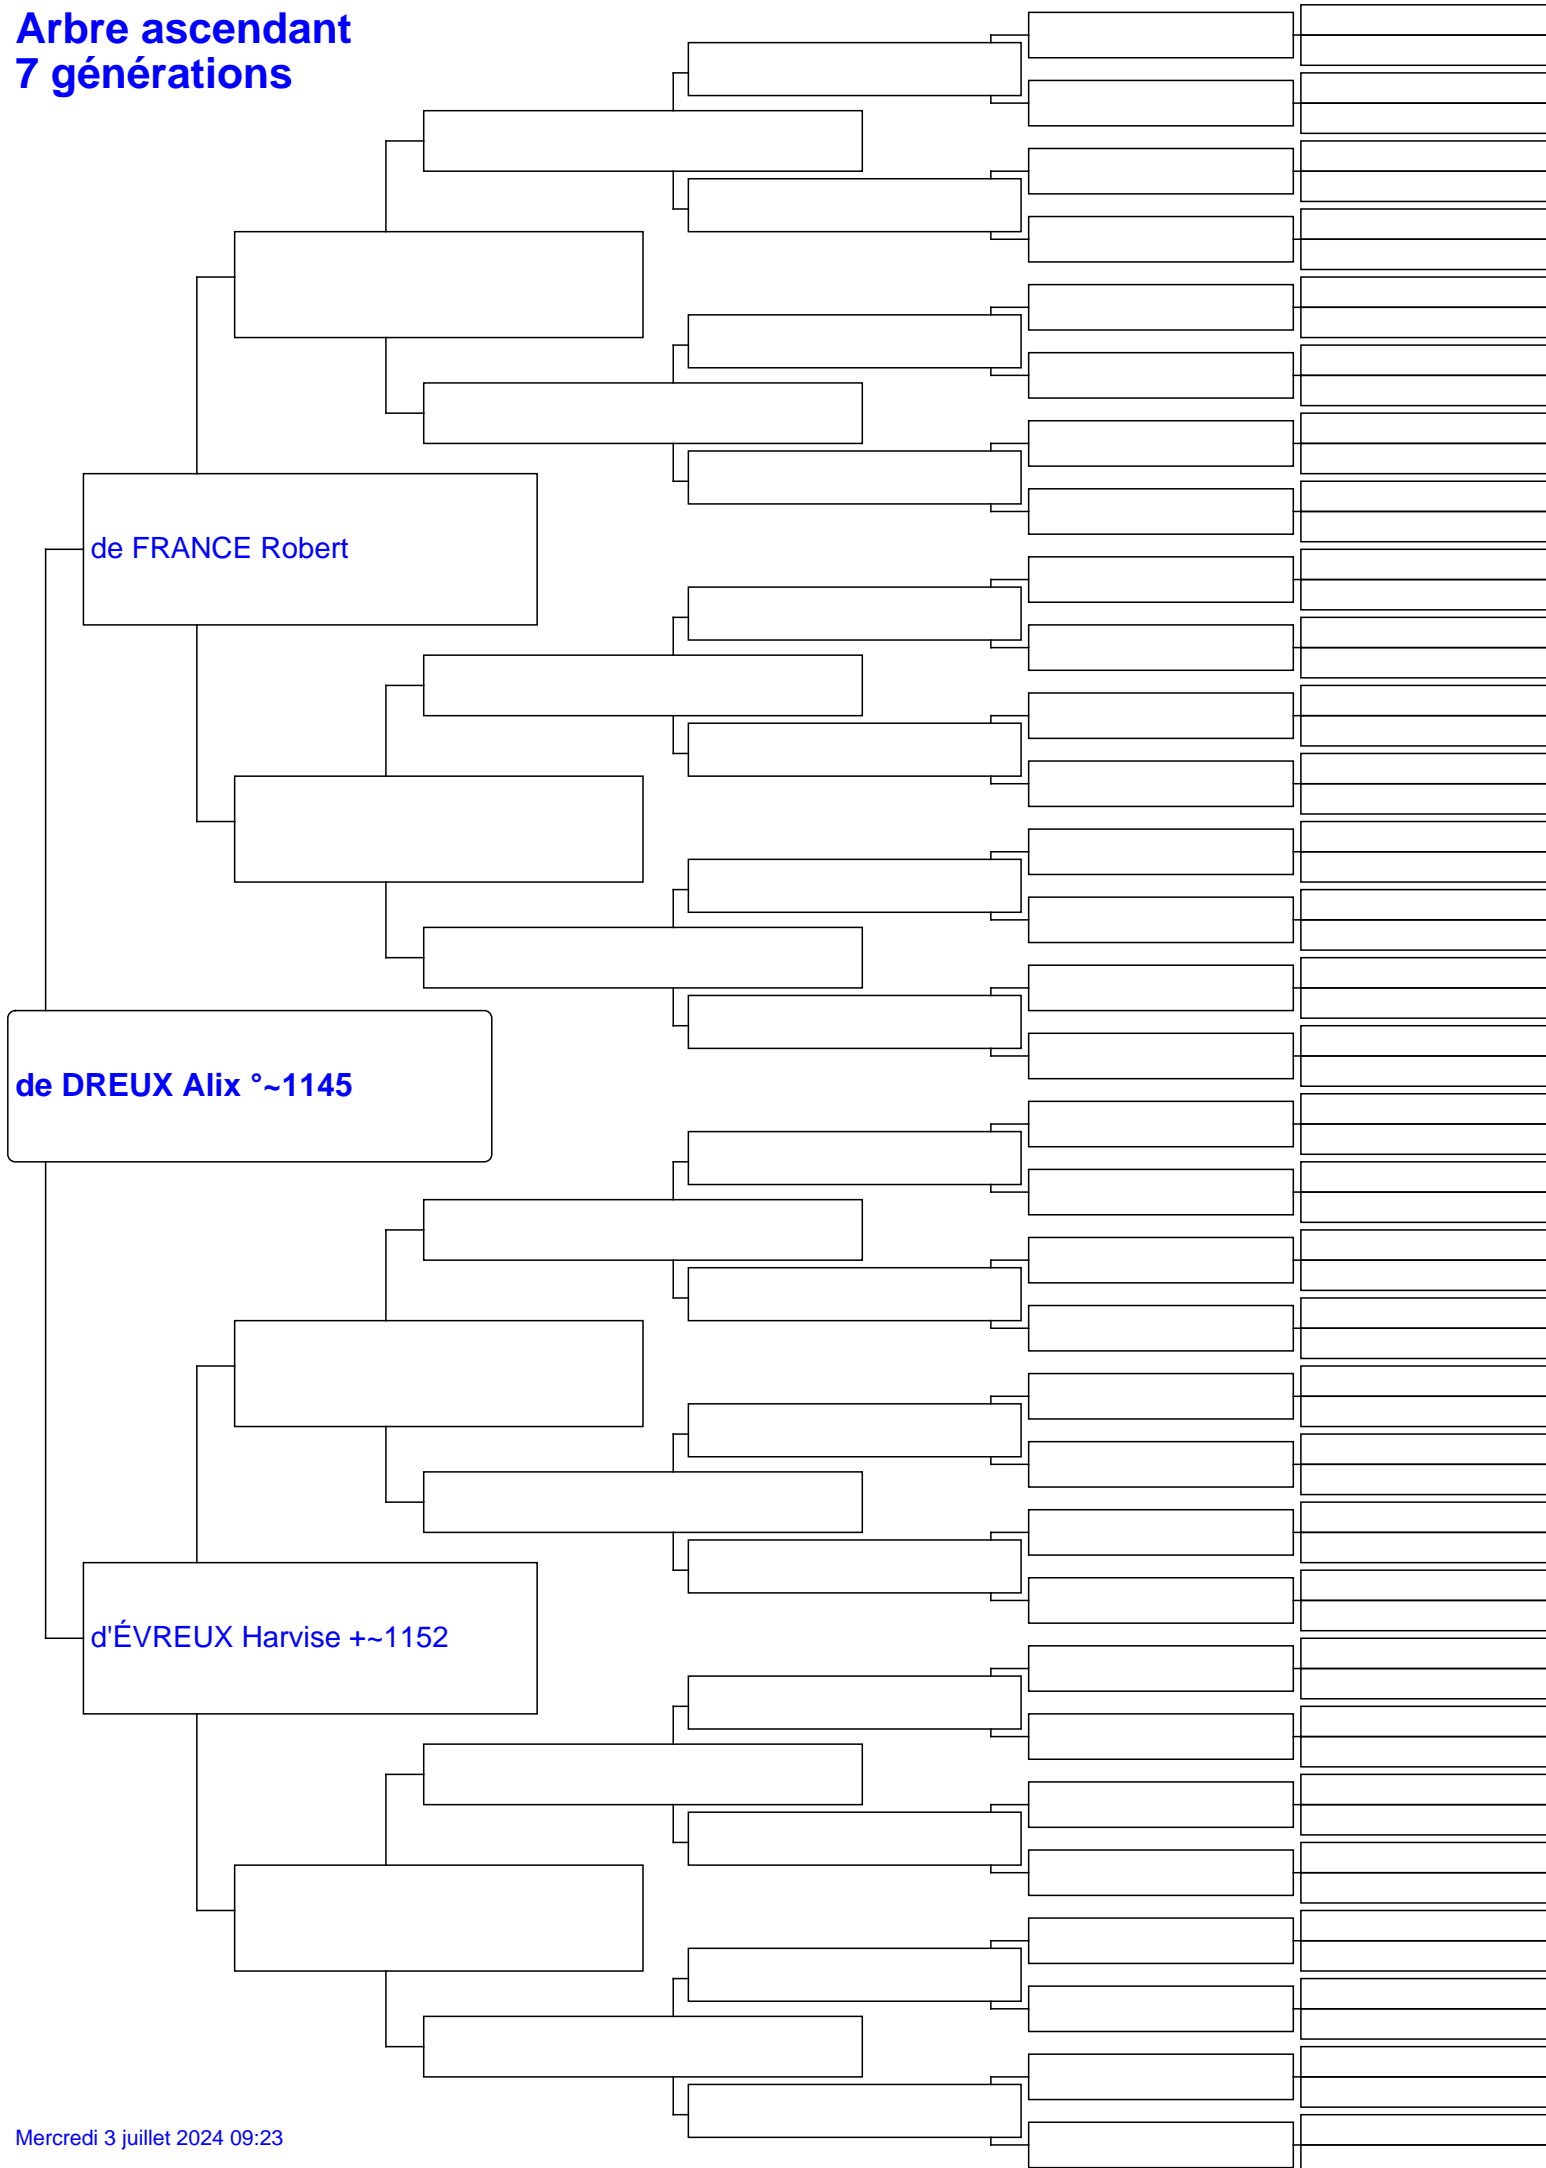 Arbre ascendant
7 générations
de FRANCE Robert
de DREUX Alix °~1145
d'ÉVREUX Harvise +~1152
Mercredi 3 juillet 2024 09:23